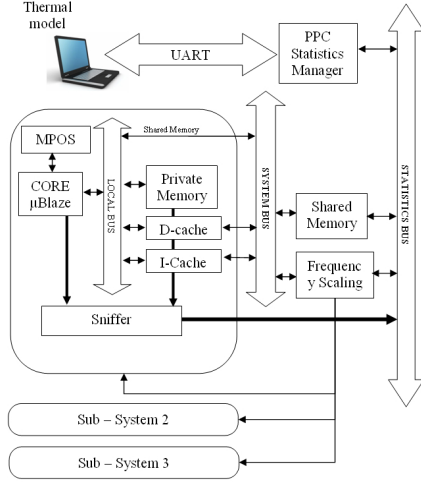 Thermal
model
UART
PPC
Statistics
Manager
MPOS
CORE
µBlaze
LOCAL BUS
Shared Memory
Private
Memory
D-cache
I-Cache
Sniffer
SYSTEM BUS
Shared
Memory
Frequenc
y Scaling
STATISTICS BUS
Sub – System 2
Sub – System 3